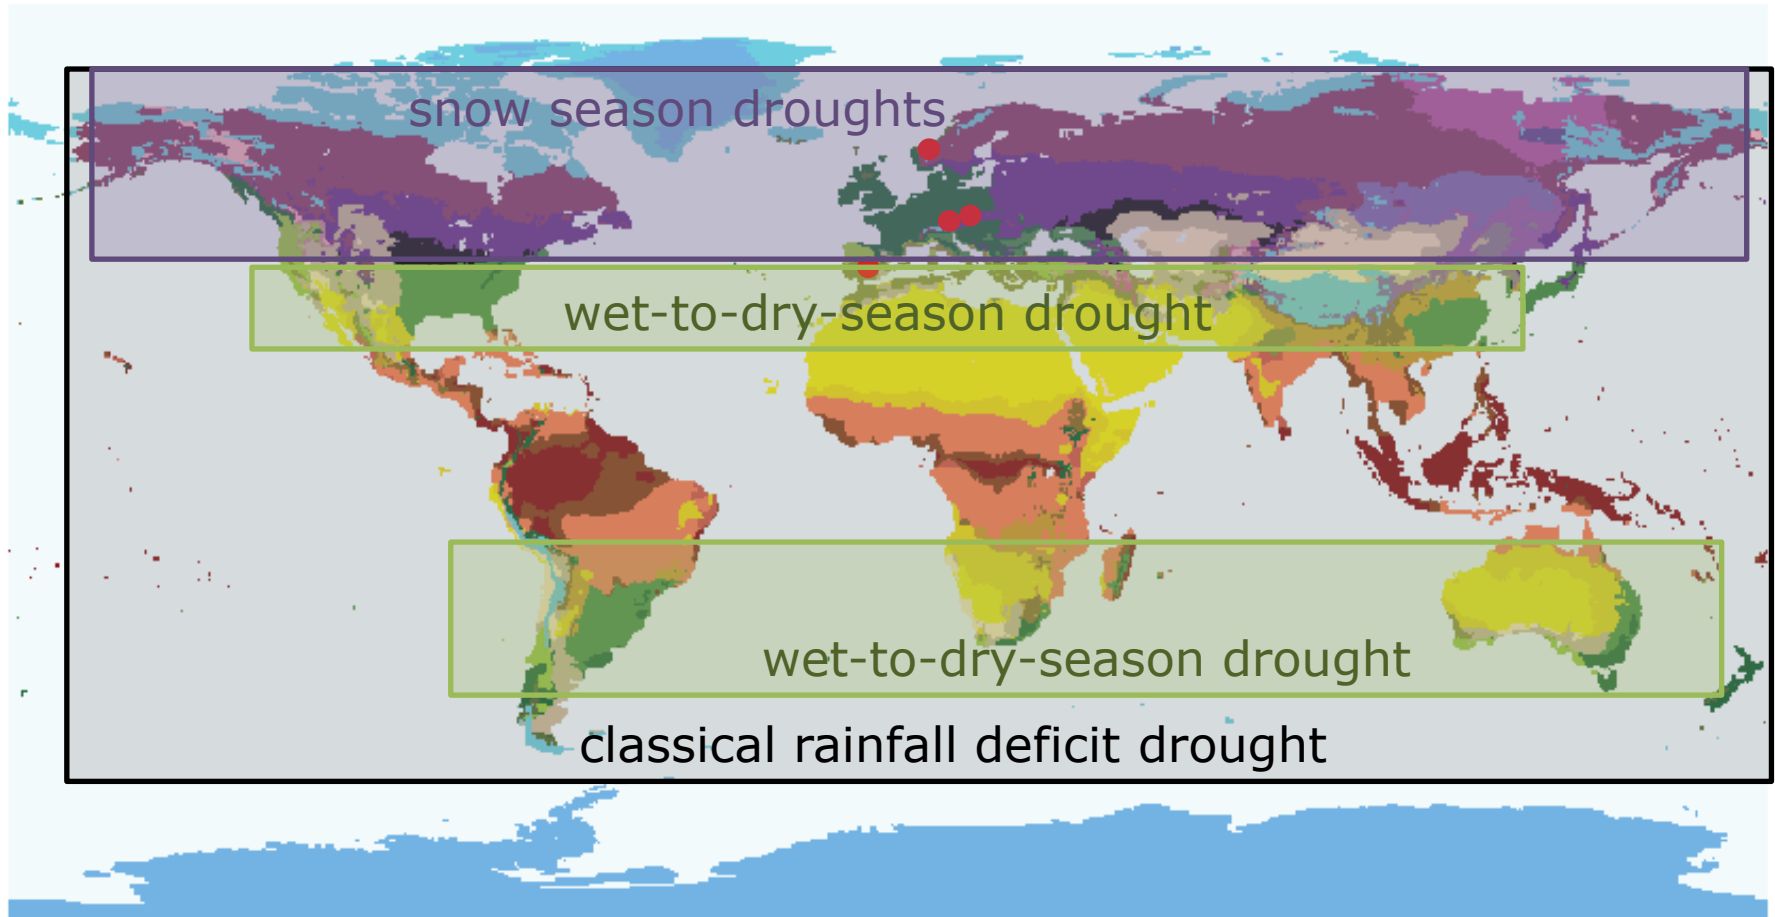 snow season droughts
wet-to-dry-season drought
wet-to-dry-season drought
classical rainfall deficit drought